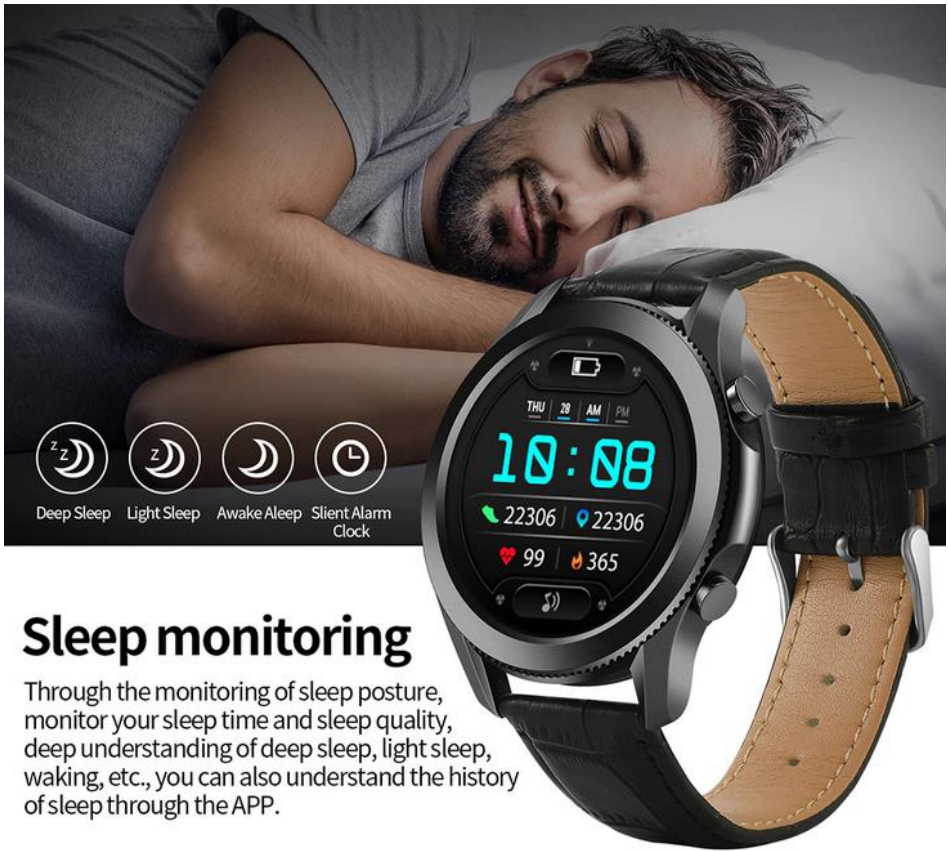 THU 28 AM PM
10:08
22306 22306
99 365
Deep Sleep Light Sleep Awake Aleep Slient Alarm
Clock
Sleep monitoring
Through the monitoring of sleep posture,
monitor your sleep time and sleep quality,
deep understanding of deep sleep, light sleep,
waking, etc., you can also understand the history
of sleep through the APP.